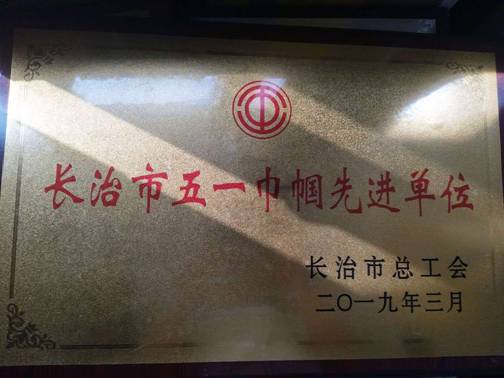 长治市五一巾帼先进单位
长治市总工会
二〇一九年三月